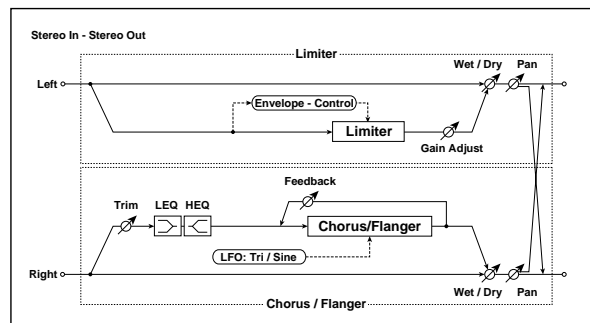 Stereo In - Stereo Out
Limiter
Wet / Dry
Pan
Left
Envelope - Control
Limiter
Gain Adjust
Feedback
Trim
LEQ
HEQ
Chorus/Flanger
LFO: Tri / Sine
Right
Wet / Dry
Pan
Chorus / Flanger